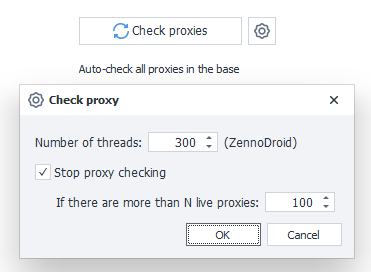 Check proxies
Auto-check all proxies in the base
Check proxy
Number of threads: 300 (ZennoDroid)
Stop proxy checking
If there are more than N live proxies: 100
OK Cancel